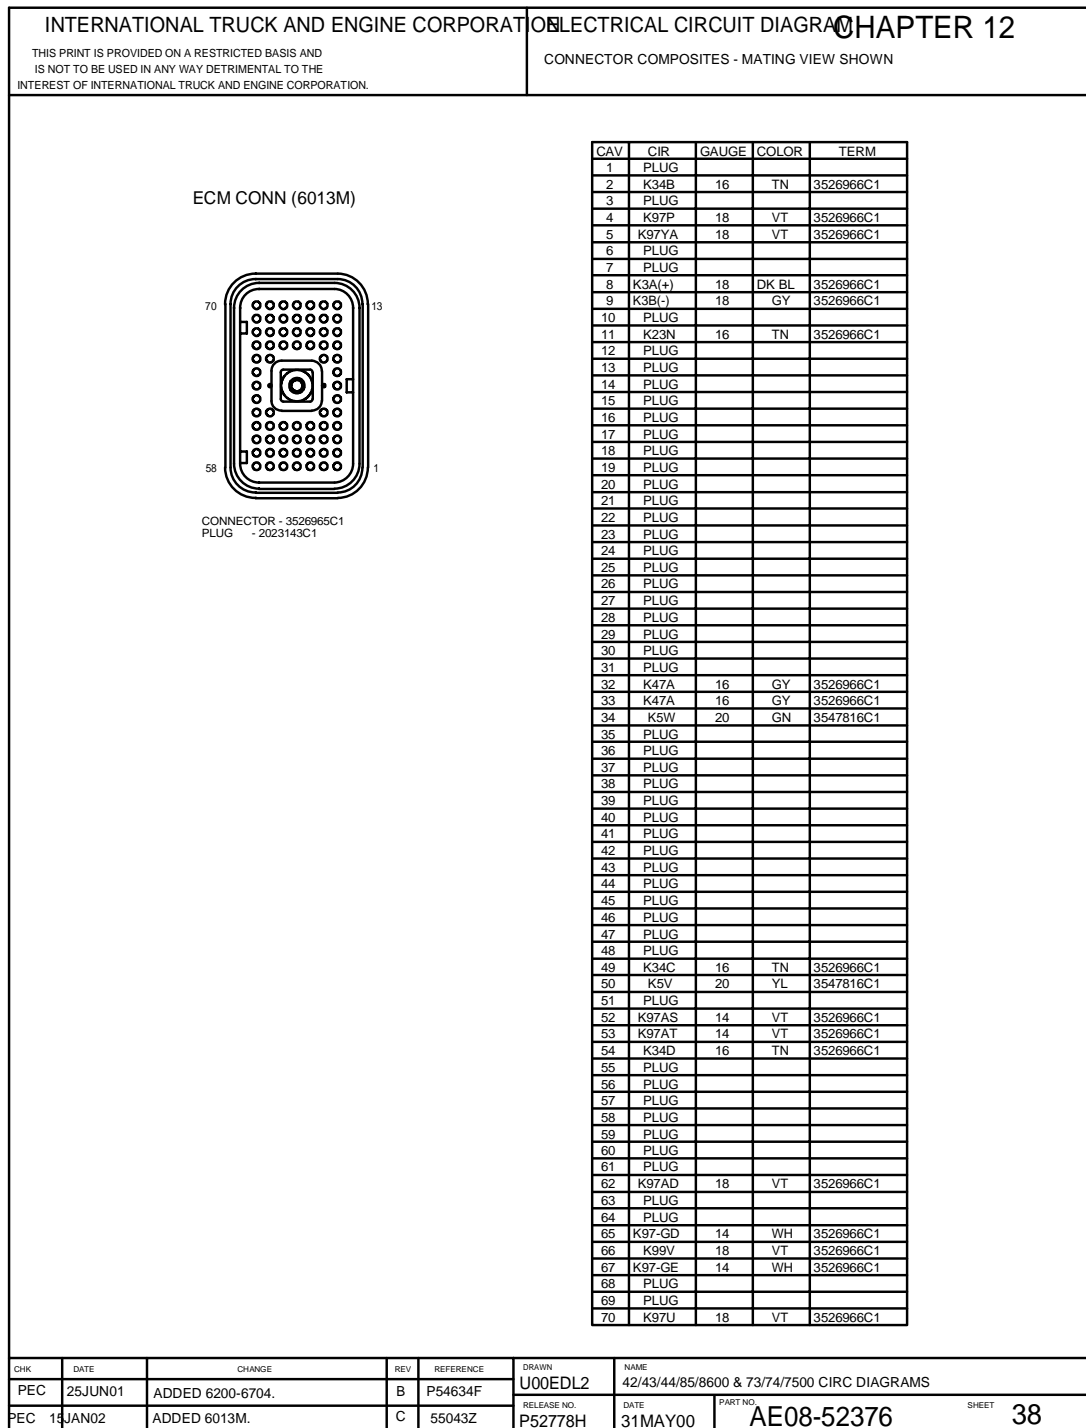 INTERNATIONAL TRUCK AND ENGINE CORPORATION
THIS PRINT IS PROVIDED ON A RESTRICTED BASIS AND
IS NOT TO BE USED IN ANY WAY DETRIMENTAL TO THE
INTEREST OF INTERNATIONAL TRUCK AND ENGINE CORPORATION.
ELECTRICAL CIRCUIT DIAGRAM
CHAPTER 12
CONNECTOR COMPOSITES - MATING VIEW SHOWN
ECM CONN (6013M)
70 13
58 1
CONNECTOR - 3526965C1
PLUG - 2023143C1
CAV CIR GAUGE COLOR TERM
1 PLUG
2 K34B 16 TN 3526966C1
3 PLUG
4 K97P 18 VT 3526966C1
5 K97YA 18 VT 3526966C1
6 PLUG
7 PLUG
8 K3A(+) 18 DK BL 3526966C1
9 K3B(-) 18 GY 3526966C1
10 PLUG
11 K23N 16 TN 3526966C1
12 PLUG
13 PLUG
14 PLUG
15 PLUG
16 PLUG
17 PLUG
18 PLUG
19 PLUG
20 PLUG
21 PLUG
22 PLUG
23 PLUG
24 PLUG
25 PLUG
26 PLUG
27 PLUG
28 PLUG
29 PLUG
30 PLUG
31 PLUG
32 K47A 16 GY 3526966C1
33 K47A 16 GY 3526966C1
34 K5W 20 GN 3547816C1
35 PLUG
36 PLUG
37 PLUG
38 PLUG
39 PLUG
40 PLUG
41 PLUG
42 PLUG
43 PLUG
44 PLUG
45 PLUG
46 PLUG
47 PLUG
48 PLUG
49 K34C 16 TN 3526966C1
50 K5V 20 YL 3547816C1
51 PLUG
52 K97AS 14 VT 3526966C1
53 K97AT 14 VT 3526966C1
54 K34D 16 TN 3526966C1
55 PLUG
56 PLUG
57 PLUG
58 PLUG
59 PLUG
60 PLUG
61 PLUG
62 K97AD 18 VT 3526966C1
63 PLUG
64 PLUG
65 K97-GD 14 WH 3526966C1
66 K99V 18 VT 3526966C1
67 K97-GE 14 WH 3526966C1
68 PLUG
69 PLUG
70 K97U 18 VT 3526966C1
CHK DATE CHANGE REV REFERENCE
PEC 25JUN01 ADDED 6200-6704. B P54634F
PEC 15JAN02 ADDED 6013M. C 55043Z
DRAWN
U00EDL2
NAME
42/43/44/85/8600 & 73/74/7500 CIRC DIAGRAMS
RELEASE NO.
P52778H
DATE
31MAY00
PART NO.
AE08-52376
SHEET
38